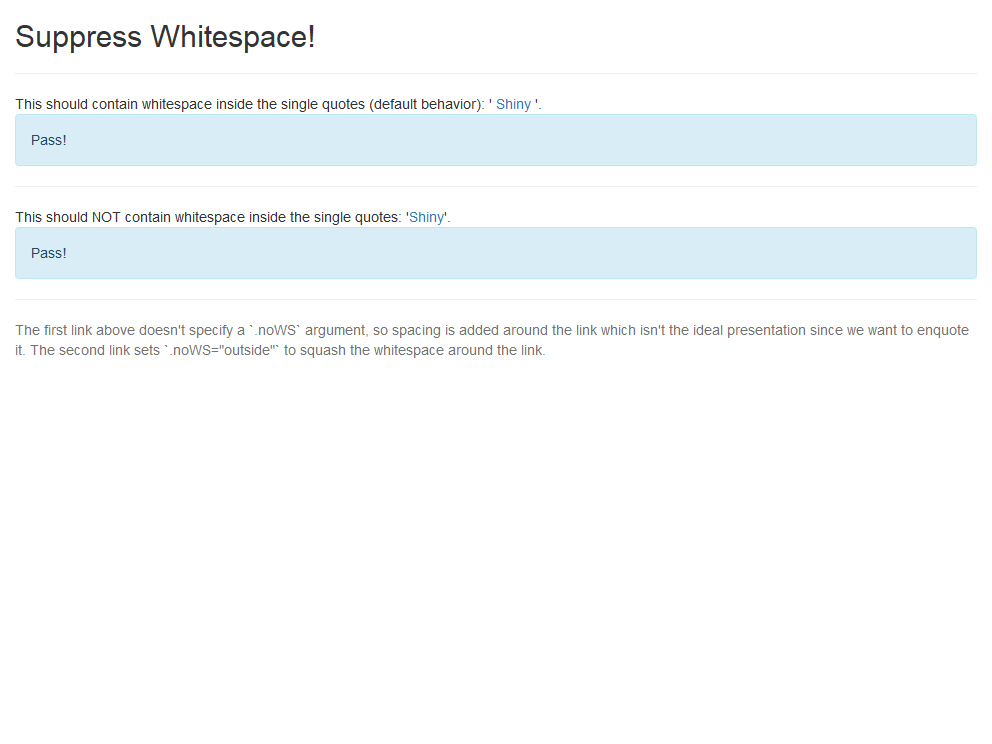 Suppress Whitespace!
This should contain whitespace inside the single quotes (default behavior): ' Shiny '.
Pass!
This should NOT contain whitespace inside the single quotes: 'Shiny'.
Pass!
The first link above doesn't specify a `.noWS` argument, so spacing is added around the link which isn't the ideal presentation since we want to enquote
it. The second link sets `.noWS="outside"` to squash the whitespace around the link.